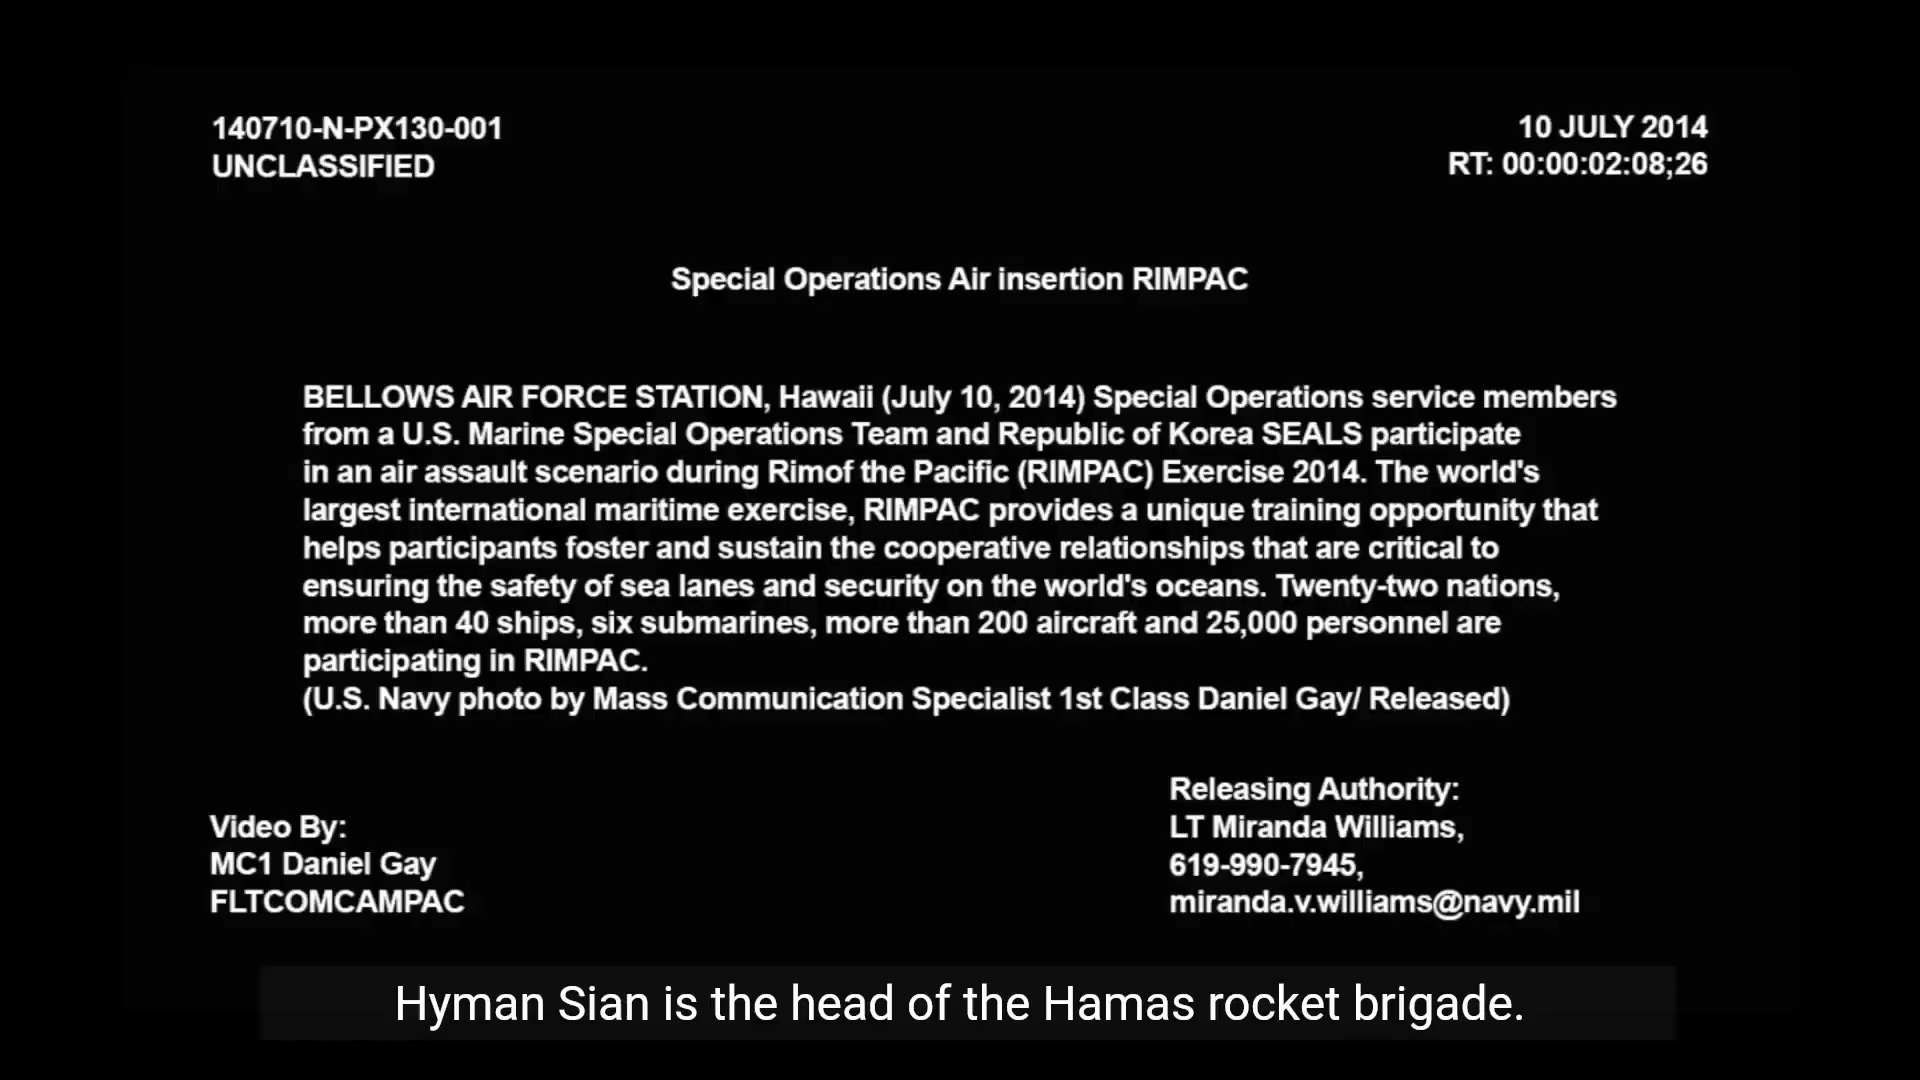 140710-N-PX130-001
UNCLASSIFIED
10 JULY 2014
RT: 00:00:02:08;26
Special Operations Air insertion RIMPAC
BELLOWS AIR FORCE STATION, Hawaii (July 10, 2014) Special Operations service members
from a U.S. Marine Special Operations Team and Republic of Korea SEALS participate
in an air assault scenario during Rimof the Pacific (RIMPAC) Exercise 2014. The world's
largest international maritime exercise, RIMPAC provides a unique training opportunity that
helps participants foster and sustain the cooperative relationships that are critical to
ensuring the safety of sea lanes and security on the world's oceans. Twenty-two nations,
more than 40 ships, six submarines, more than 200 aircraft and 25,000 personnel are
participating in RIMPAC.
(U.S. Navy photo by Mass Communication Specialist 1st Class Daniel Gay/ Released)
Video By:
MC1 Daniel Gay
FLTCOMCAMPAC
Releasing Authority:
LT Miranda Williams,
619-990-7945,
miranda.v.williams@navy.mil
Hyman Sian is the head of the Hamas rocket brigade.